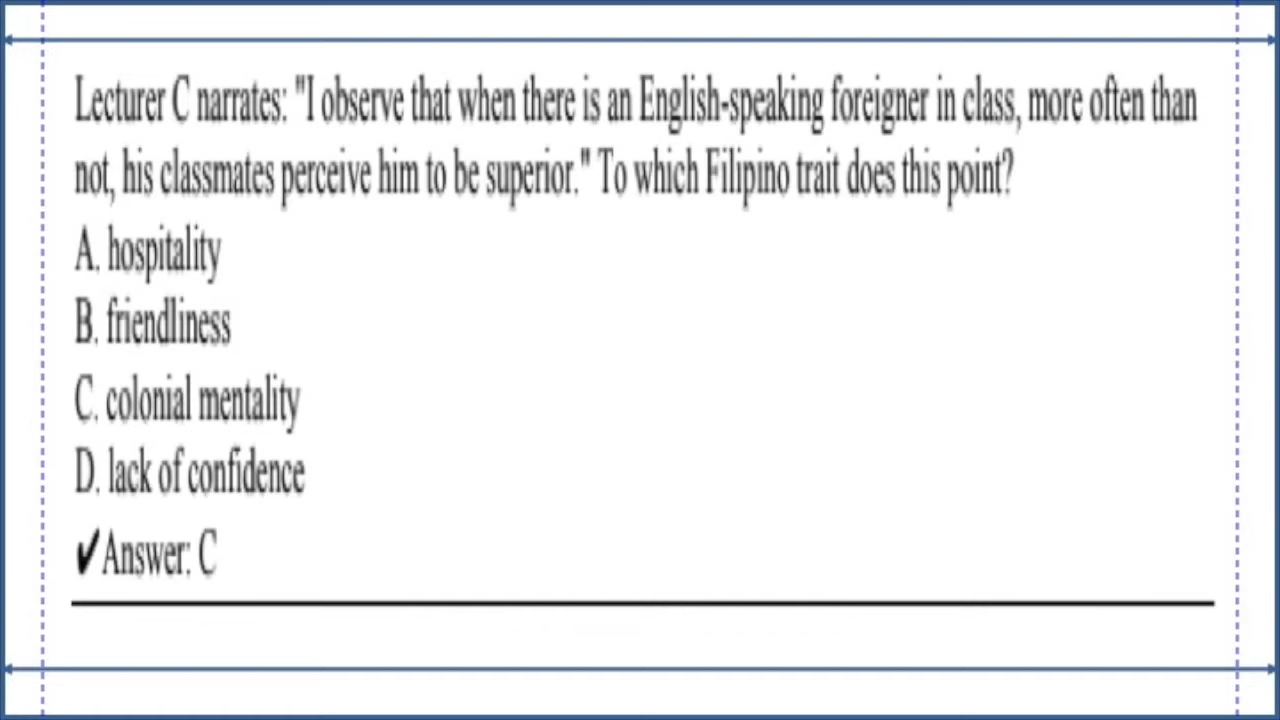 Lecturer C narrates: "I observe that when there is an English-speaking foreigner in class, more often than
not, his classmates perceive him to be superior." To which Filipino trait does this point?
A. hospitality
B. friendliness
C. colonial mentality
D. lack of confidence
✔Answer: C